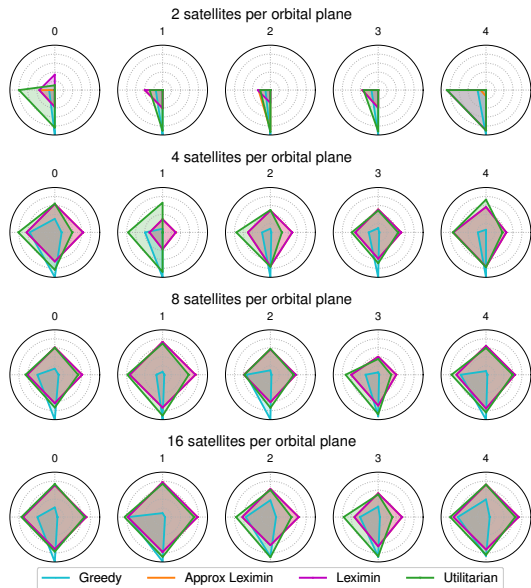 2 satellites per orbital plane
0 1 2 3 4
4 satellites per orbital plane
0 1 2 3 4
8 satellites per orbital plane
0 1 2 3 4
16 satellites per orbital plane
0 1 2 3 4
Greedy Approx Leximin Leximin Utilitarian